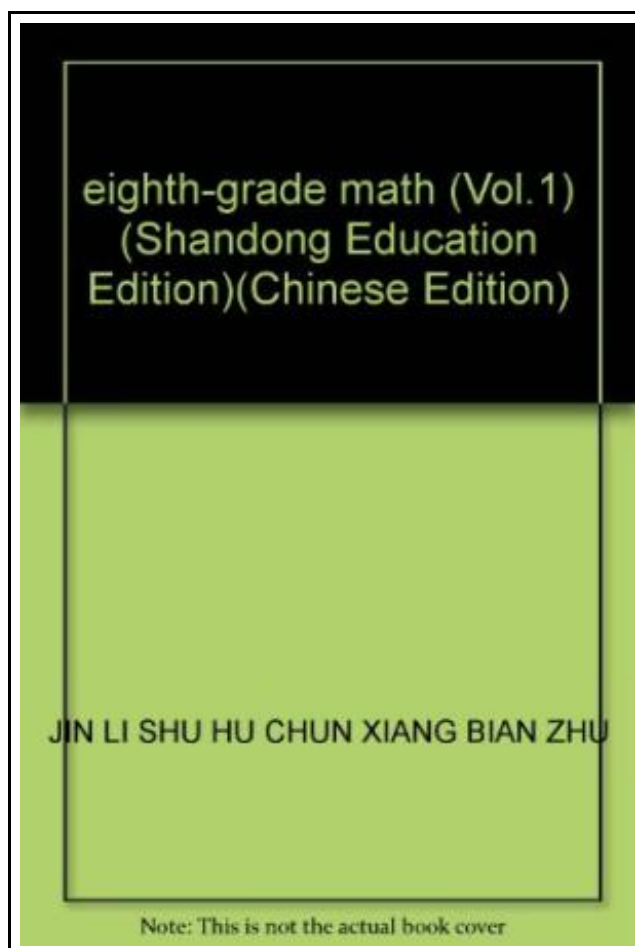 eighth-grade math (Vol.1)
(Shandong Education
Edition)(Chinese Edition)
JIN LI SHU HU CHUN XIANG BIAN ZHU
Note: This is not the actual book cover